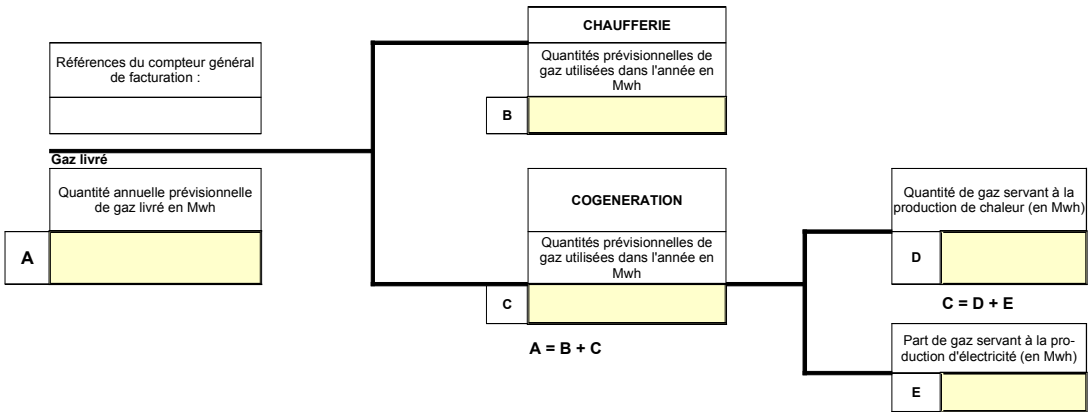 Références du compteur général
de facturation :
Gaz livré
Quantité annuelle prévisionnelle
de gaz livré en Mwh
A
CHAUFFERIE
Quantités prévisionnelles de
gaz utilisées dans l'année en
Mwh
B
COGENERATION
Quantités prévisionnelles de
gaz utilisées dans l'année en
Mwh
C
A = B + C
Quantité de gaz servant à la
production de chaleur (en Mwh)
D
C = D + E
Part de gaz servant à la pro-
duction d'électricité (en Mwh)
E